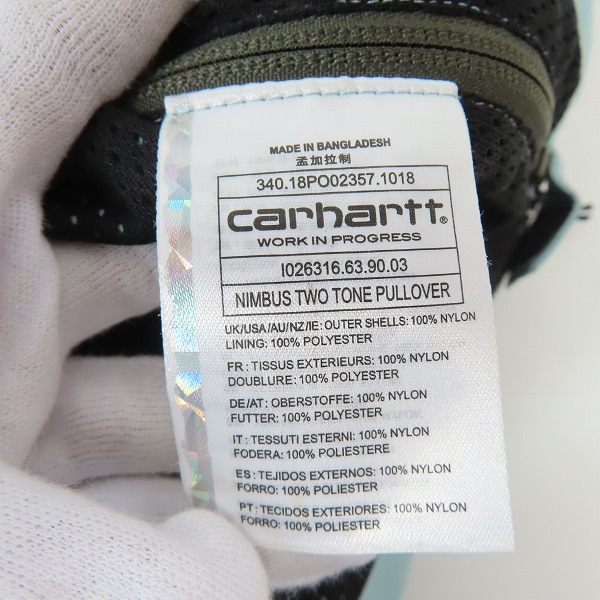 MADE IN BANGLADESH
孟加拉制
340.18PO02357.1018
carhartt®
WORK IN PROGRESS
I026316.63.90.03
NIMBUS TWO TONE PULLOVER
UK/USA/AU/NZ/IE: OUTER SHELLS: 100% NYLON
LINING: 100% POLYESTER
FR : TISSUS EXTERIEURS: 100% NYLON
DOUBLURE: 100% POLYESTER
DE/AT: OBERSTOFFE: 100% NYLON
FUTTER: 100% POLYESTER
IT : TESSUTI ESTERNI: 100% NYLON
FODERA: 100% POLIESTERE
ES : TEJIDOS EXTERNOS: 100% NYLON
FORRO: 100% POLIESTER
PT : TECIDOS EXTERIORES: 100% NYLON
FORRO: 100% POLIESTER